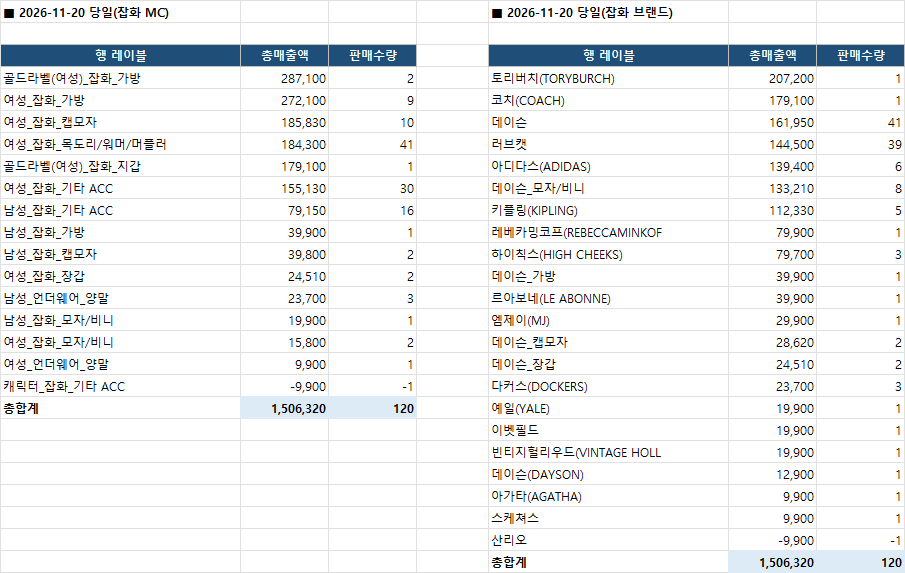 ■ 2026-11-20 당일(잡화 MC)
행 레이블 총매출액 판매수량
골드라벨(여성)_잡화_가방 287,100 2
여성_잡화_가방 272,100 9
여성_잡화_캡모자 185,830 10
여성_잡화_목도리/워머/머플러 184,300 41
골드라벨(여성)_잡화_지갑 179,100 1
여성_잡화_기타 ACC 155,130 30
남성_잡화_기타 ACC 79,150 16
남성_잡화_가방 39,900 1
남성_잡화_캡모자 39,800 2
여성_잡화_장갑 24,510 2
남성_언더웨어_양말 23,700 3
남성_잡화_모자/비니 19,900 1
여성_잡화_모자/비니 15,800 2
여성_언더웨어_양말 9,900 1
캐릭터_잡화_기타 ACC -9,900 -1
총합계 1,506,320 120
■ 2026-11-20 당일(잡화 브랜드)
행 레이블 총매출액 판매수량
토리버치(TORYBURCH) 207,200 1
코치(COACH) 179,100 1
데이슨 161,950 41
러브캣 144,500 39
아디다스(ADIDAS) 139,400 6
데이슨_모자/비니 133,210 8
키플링(KIPLING) 112,330 5
레베카밍코프(REBECCAMINKOF 79,900 1
하이칙스(HIGH CHEEKS) 79,700 3
데이슨_가방 39,900 1
르아보네(LE ABONNE) 39,900 1
엠제이(MJ) 29,900 1
데이슨_캡모자 28,620 2
데이슨_장갑 24,510 2
다커스(DOCKERS) 23,700 3
예일(YALE) 19,900 1
이벳필드 19,900 1
빈티지헐리우드(VINTAGE HOLL 19,900 1
데이슨(DAYSON) 12,900 1
아가타(AGATHA) 9,900 1
스케쳐스 9,900 1
산리오 -9,900 -1
총합계 1,506,320 120